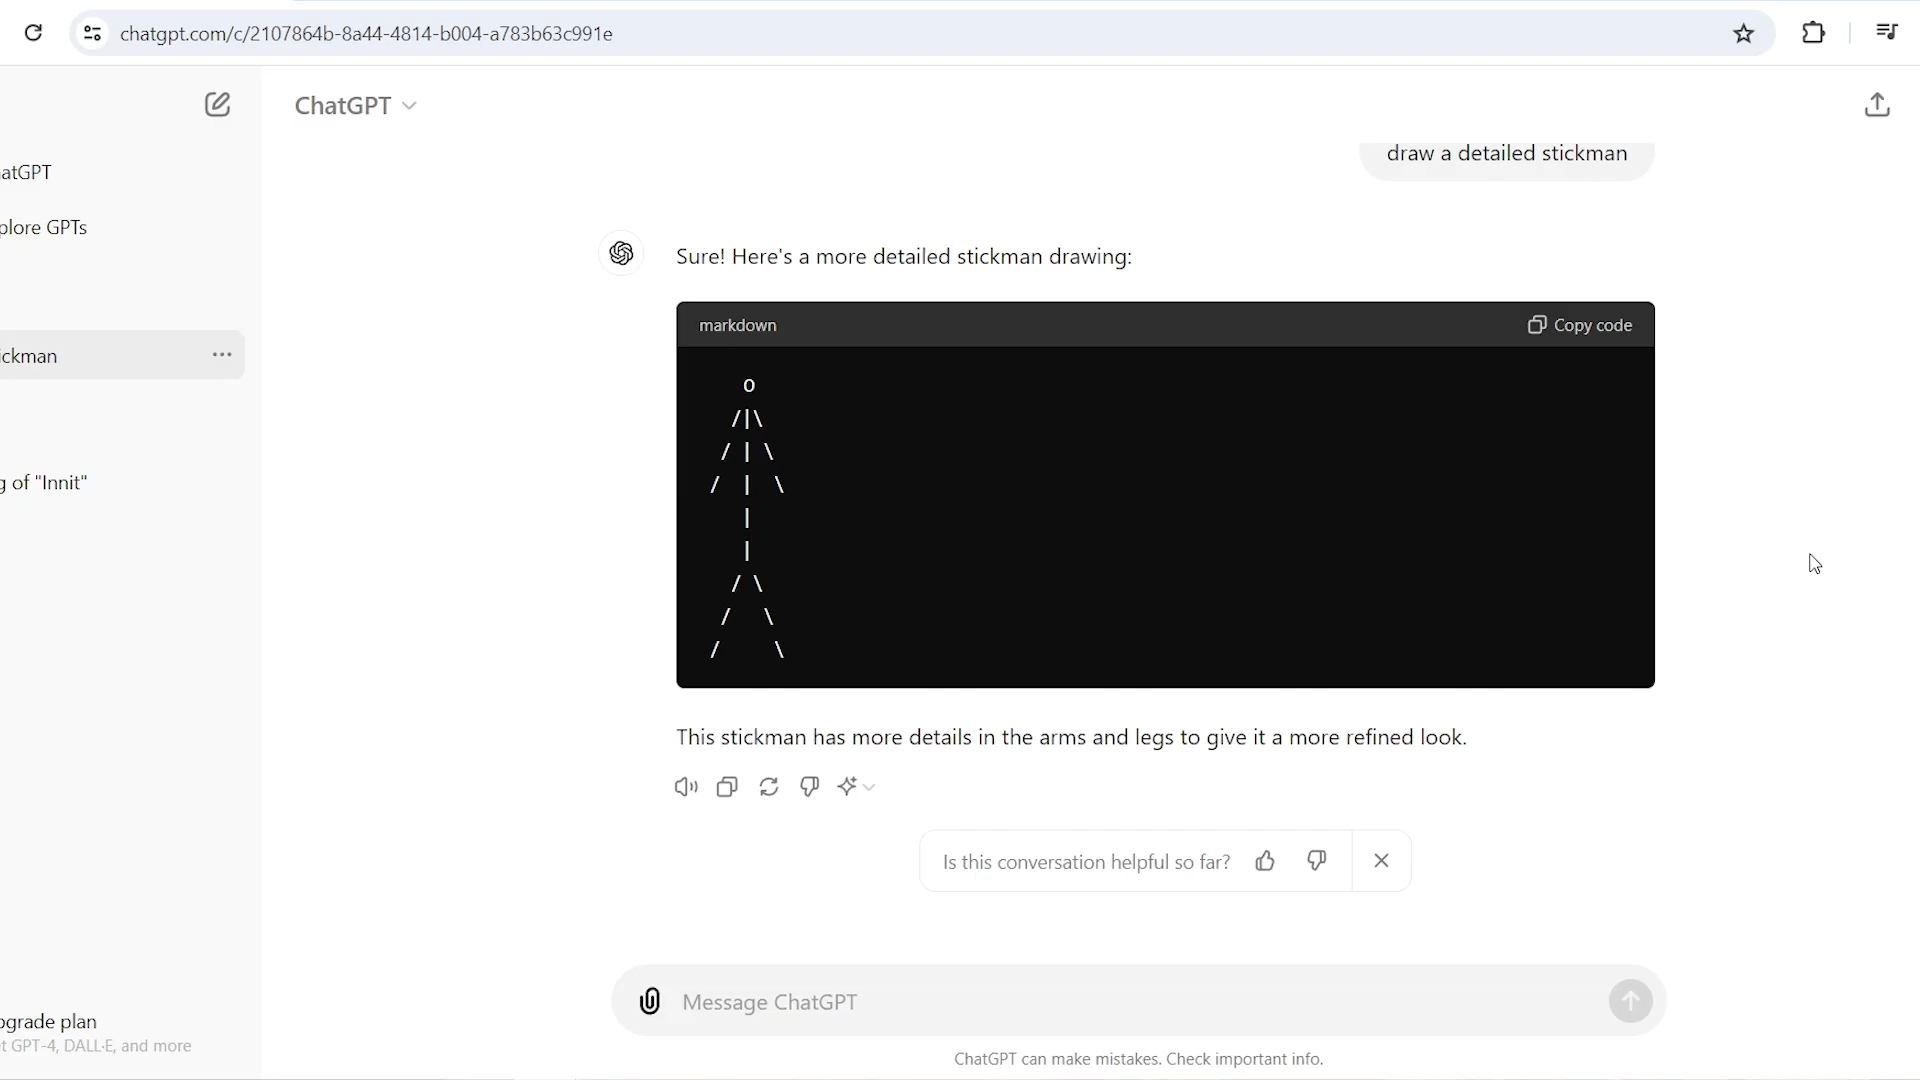 chatgpt.com/c/2107864b-8a44-4814-b004-a783b63c991e
ChatGPT
atGPT
plore GPTs
ickman
g of "Innit"
pgrade plan
t GPT-4, DALL·E, and more
draw a detailed stickman
Sure! Here's a more detailed stickman drawing:
markdown
Copy code
     O
    /|\
   / | \
  /  |  \
     |
     |
    / \
   /   \
  /     \
This stickman has more details in the arms and legs to give it a more refined look.
Is this conversation helpful so far?
Message ChatGPT
ChatGPT can make mistakes. Check important info.